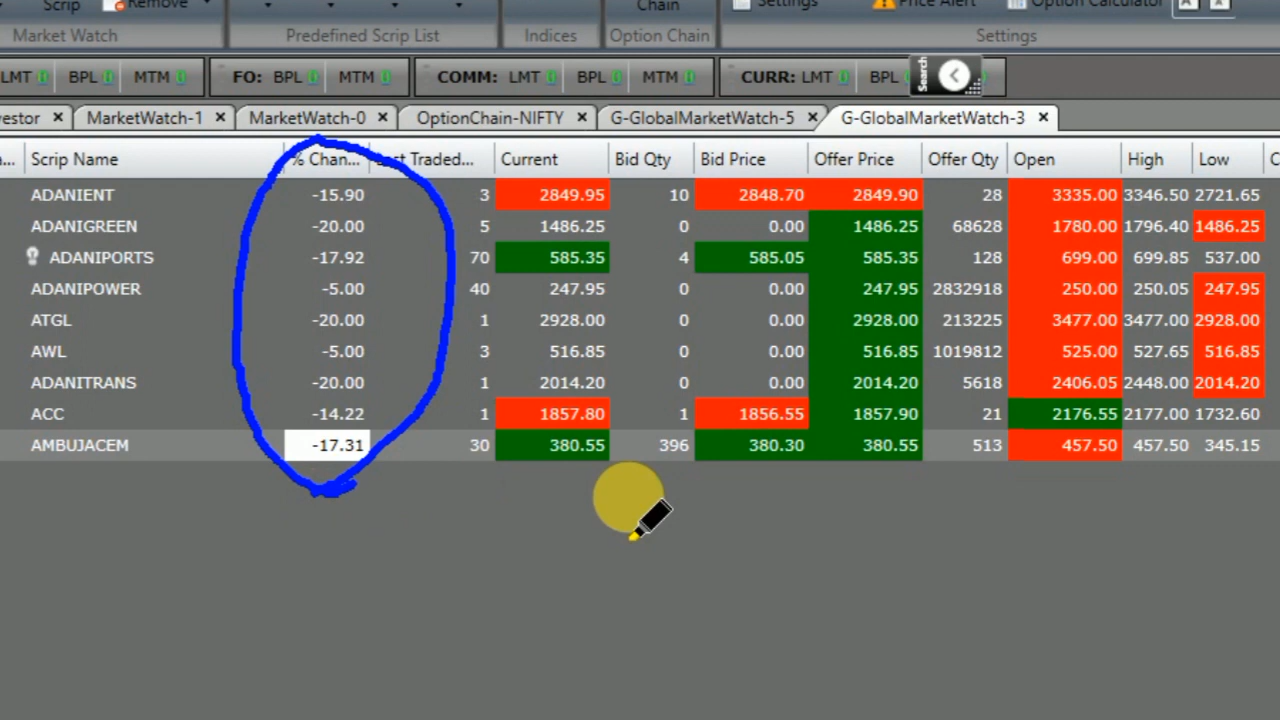 Scrip Remove Chain Settings Price Alert Option Calculator A A
Market Watch Predefined Scrip List Indices Option Chain Settings
LMT BPL MTM FO: BPL MTM COMM: LMT BPL MTM CURR: LMT BPL Search
vestor MarketWatch-1 MarketWatch-0 OptionChain-NIFTY G-GlobalMarketWatch-5 G-GlobalMarketWatch-3
a... Scrip Name % Chan... Last Traded... Current Bid Qty Bid Price Offer Price Offer Qty Open High Low
ADANIENT -15.90 3 2849.95 10 2848.70 2849.90 28 3335.00 3346.50 2721.65
ADANIGREEN -20.00 5 1486.25 0 0.00 1486.25 68628 1780.00 1796.40 1486.25
ADANIPORTS -17.92 70 585.35 4 585.05 585.35 128 699.00 699.85 537.00
ADANIPOWER -5.00 40 247.95 0 0.00 247.95 2832918 250.00 250.05 247.95
ATGL -20.00 1 2928.00 0 0.00 2928.00 213225 3477.00 3477.00 2928.00
AWL -5.00 3 516.85 0 0.00 516.85 1019812 525.00 527.65 516.85
ADANITRANS -20.00 1 2014.20 0 0.00 2014.20 5618 2406.05 2448.00 2014.20
ACC -14.22 1 1857.80 1 1856.55 1857.90 21 2176.55 2177.00 1732.60
AMBUJACEM -17.31 30 380.55 396 380.30 380.55 513 457.50 457.50 345.15